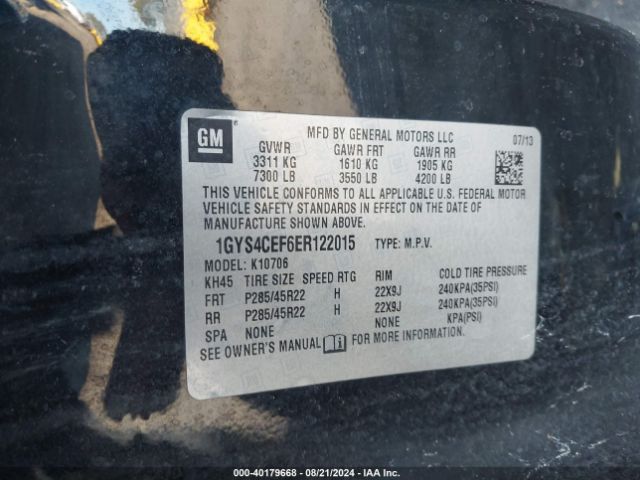 GM
MFD BY GENERAL MOTORS LLC 07/13
GVWR GAWR FRT GAWR RR
3311 KG 1610 KG 1905 KG
7300 LB 3550 LB 4200 LB
THIS VEHICLE CONFORMS TO ALL APPLICABLE U.S. FEDERAL MOTOR
VEHICLE SAFETY STANDARDS IN EFFECT ON THE DATE OF
MANUFACTURE SHOWN ABOVE.
1GYS4CEF6ER122015 TYPE: M.P.V.
MODEL: K10706
KH45 TIRE SIZE SPEED RTG RIM COLD TIRE PRESSURE
FRT P285/45R22 H 22X9J 240KPA(35PSI)
RR P285/45R22 H 22X9J 240KPA(35PSI)
SPA NONE NONE KPA(PSI)
SEE OWNER'S MANUAL FOR MORE INFORMATION.
000-40179668 - 08/21/2024 - IAA Inc.